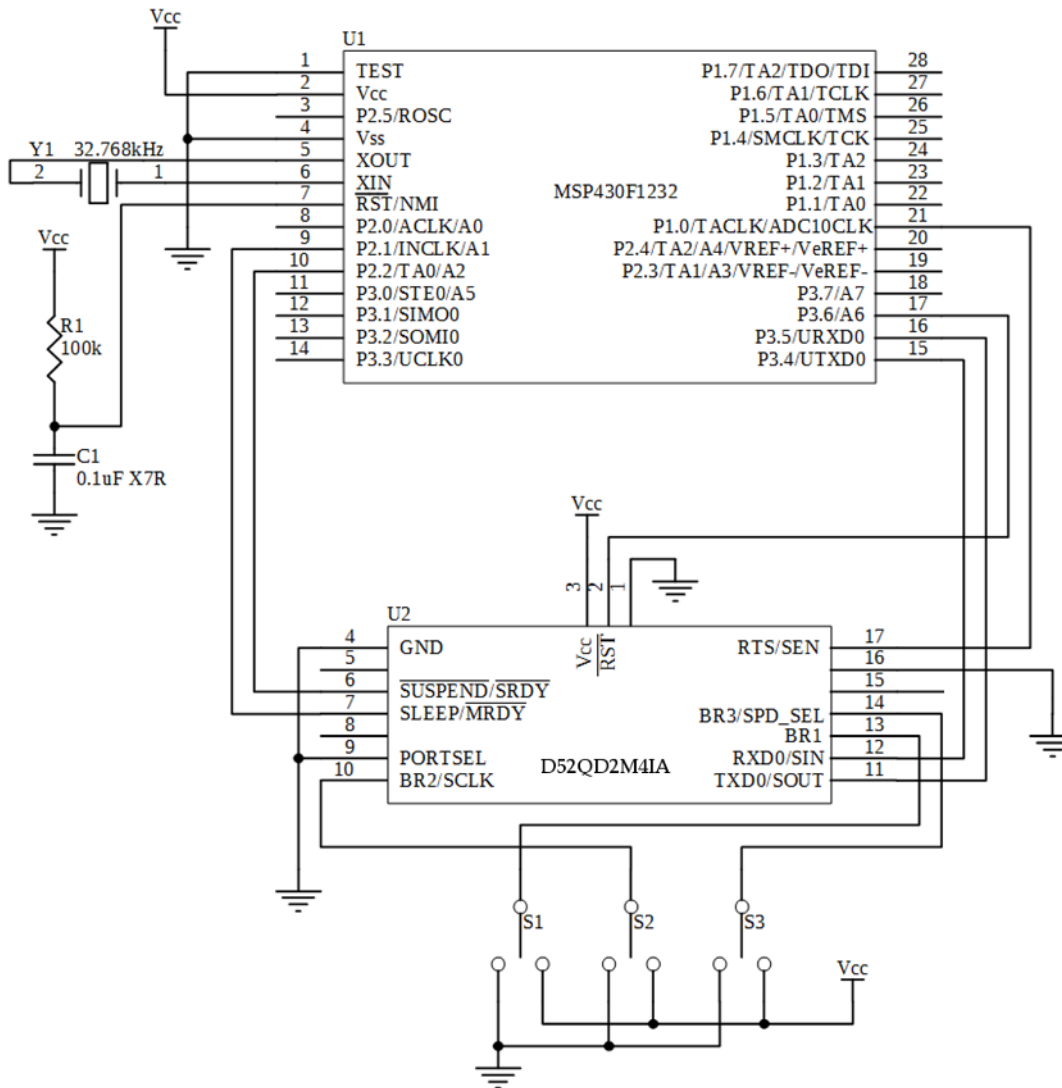 Vcc
U1
1 TEST
2 Vcc
3 P2.5/ROSC
4 Vss
5 XOUT
6 XIN
7 RST/NMI
8 P2.0/ACLK/A0
9 P2.1/INCLK/A1
10 P2.2/TA0/A2
11 P3.0/STE0/A5
12 P3.1/SIMO0
13 P3.2/SOMI0
14 P3.3/UCLK0
MSP430F1232
P1.7/TA2/TDO/TDI 28
P1.6/TA1/TCLK 27
P1.5/TA0/TMS 26
P1.4/SMCLK/TCK 25
P1.3/TA2 24
P1.2/TA1 23
P1.1/TA0 22
P1.0/TACLK/ADC10CLK 21
P2.4/TA2/A4/VREF+/VeREF+ 20
P2.3/TA1/A3/VREF-/VeREF- 19
P3.7/A7 18
P3.6/A6 17
P3.5/URXD0 16
P3.4/UTXD0 15
Y1 32.768kHz
2 1
Vcc
R1
100k
C1
0.1uF X7R
Vcc
3 2 1
U2
Vcc
RST
4 GND
5
6 SUSPEND/SRDY
7 SLEEP/MRDY
8
9 PORTSEL
10 BR2/SCLK
D52QD2M4IA
RTS/SEN 17
16
15
BR3/SPD_SEL 14
BR1 13
RXD0/SIN 12
TXD0/SOUT 11
S1 S2 S3
Vcc